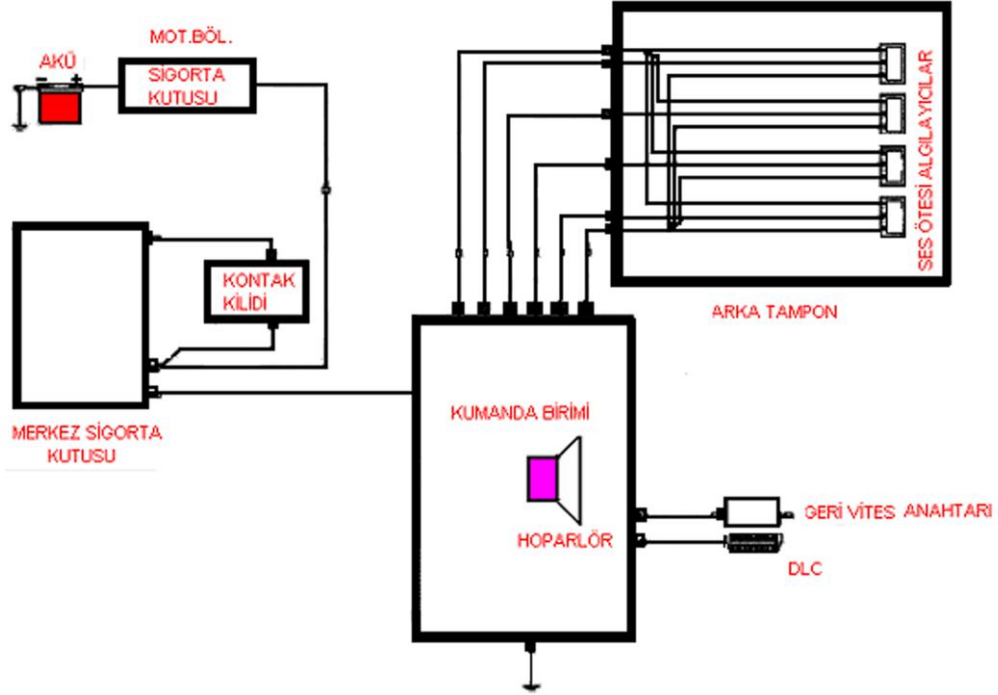 MOT.BÖL.
AKÜ
- +
SİGORTA
KUTUSU
SES ÖTESİ ALGILAYICILAR
KONTAK
KİLİDİ
ARKA TAMPON
MERKEZ SİGORTA
KUTUSU
KUMANDA BİRİMİ
HOPARLÖR
GERİ VİTES ANAHTARI
DLC